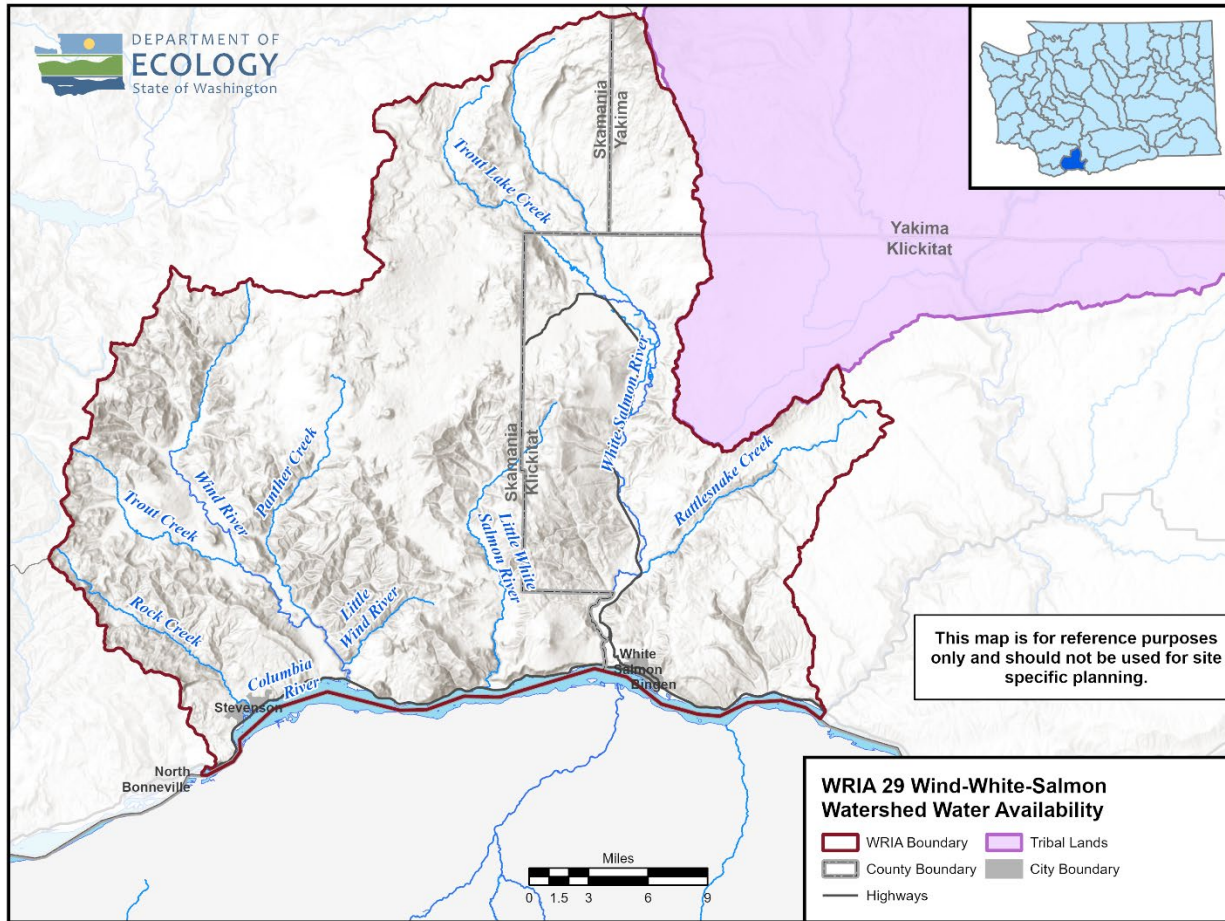 DEPARTMENT OF
ECOLOGY
State of Washington
Skamania
Yakima
Trout Lake Creek
Yakima
Klickitat
White Salmon River
Skamania
Klickitat
Wind River
Panther Creek
Trout Creek
Rattlesnake Creek
Little White
Salmon River
Rock Creek
Little
Wind River
Columbia
River
Stevenson
White
Salmon
Bingen
North
Bonneville
This map is for reference purposes
only and should not be used for site
specific planning.
WRIA 29 Wind-White-Salmon
Watershed Water Availability
WRIA Boundary
Tribal Lands
County Boundary
City Boundary
Highways
Miles
0 1.5 3 6 9